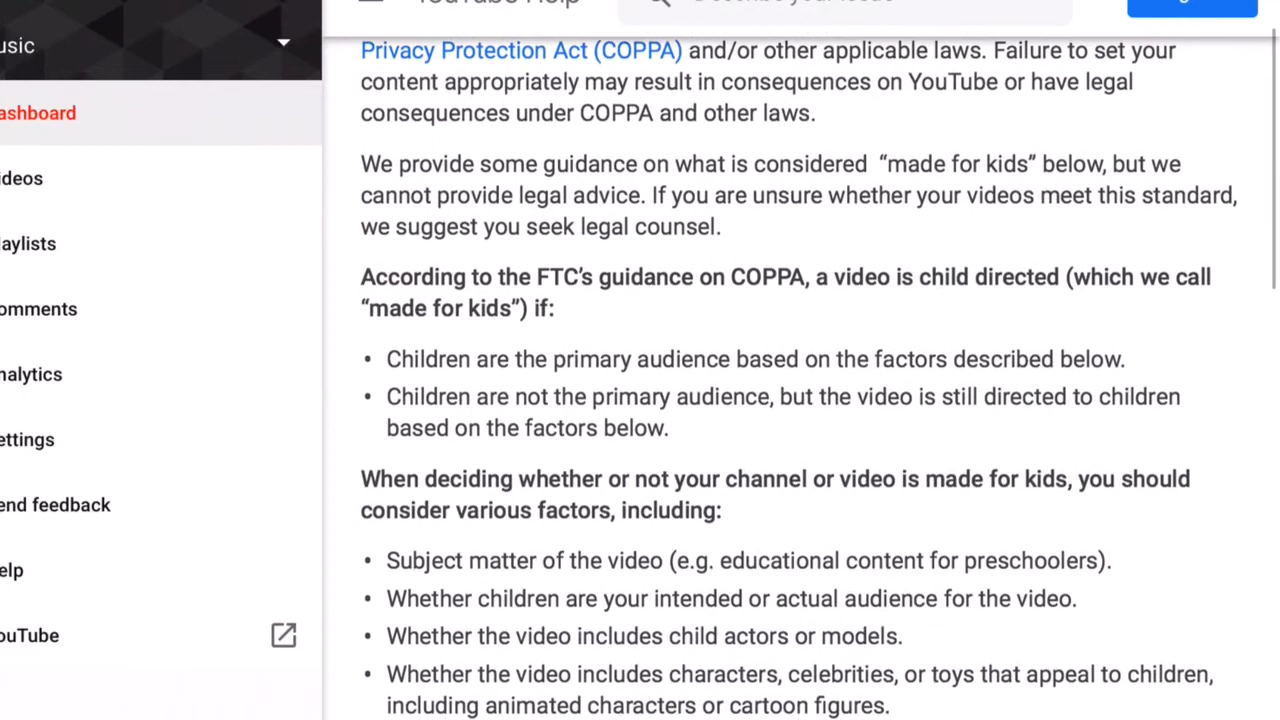 YouTube Help
usic
ashboard
ideos
laylists
omments
nalytics
ettings
end feedback
elp
ouTube
Privacy Protection Act (COPPA) and/or other applicable laws. Failure to set your
content appropriately may result in consequences on YouTube or have legal
consequences under COPPA and other laws.
We provide some guidance on what is considered “made for kids” below, but we
cannot provide legal advice. If you are unsure whether your videos meet this standard,
we suggest you seek legal counsel.
According to the FTC’s guidance on COPPA, a video is child directed (which we call
“made for kids”) if:
• Children are the primary audience based on the factors described below.
• Children are not the primary audience, but the video is still directed to children
based on the factors below.
When deciding whether or not your channel or video is made for kids, you should
consider various factors, including:
• Subject matter of the video (e.g. educational content for preschoolers).
• Whether children are your intended or actual audience for the video.
• Whether the video includes child actors or models.
• Whether the video includes characters, celebrities, or toys that appeal to children,
including animated characters or cartoon figures.